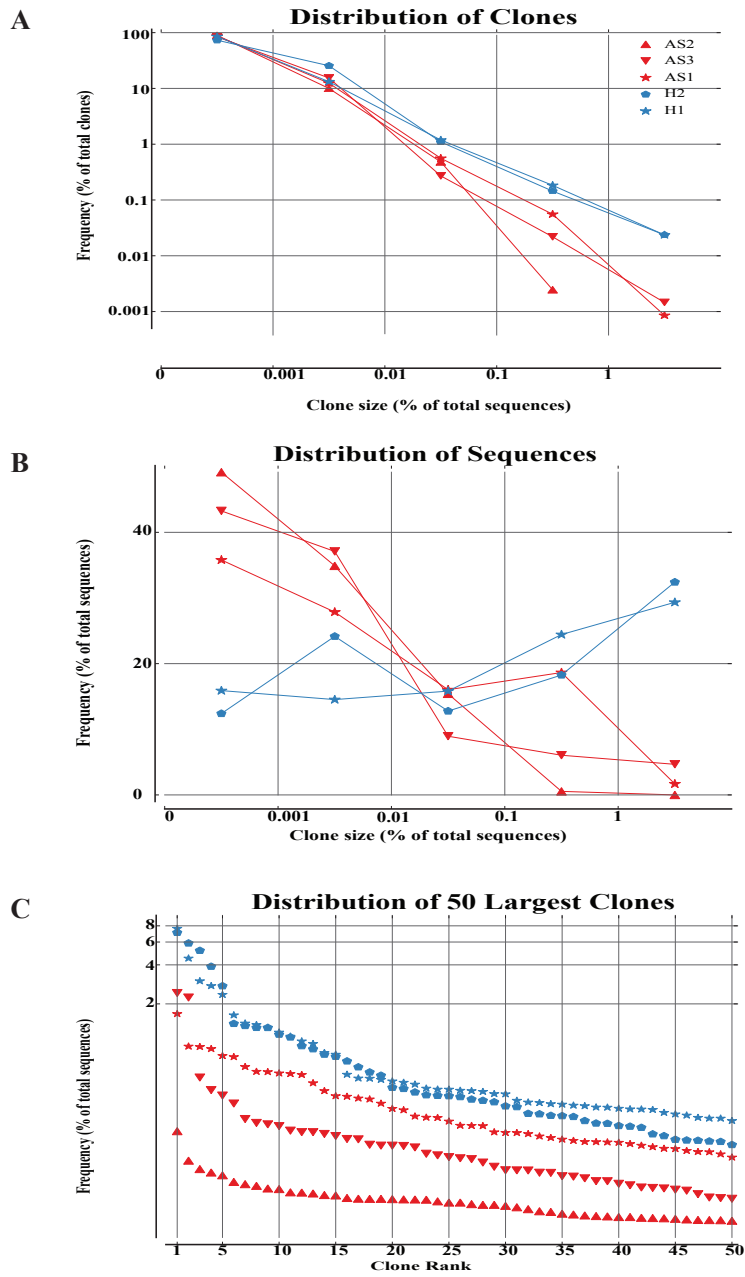 A
Distribution of Clones
Frequency (% of total clones)
100
10
1
0.1
0.01
0.001
AS2
AS3
AS1
H2
H1
0 0.001 0.01 0.1 1
Clone size (% of total sequences)
B
Distribution of Sequences
Frequency (% of total sequences)
40
20
0
0 0.001 0.01 0.1 1
Clone size (% of total sequences)
C
Distribution of 50 Largest Clones
Frequency (% of total sequences)
8
6
4
2
1 5 10 15 20 25 30 35 40 45 50
Clone Rank